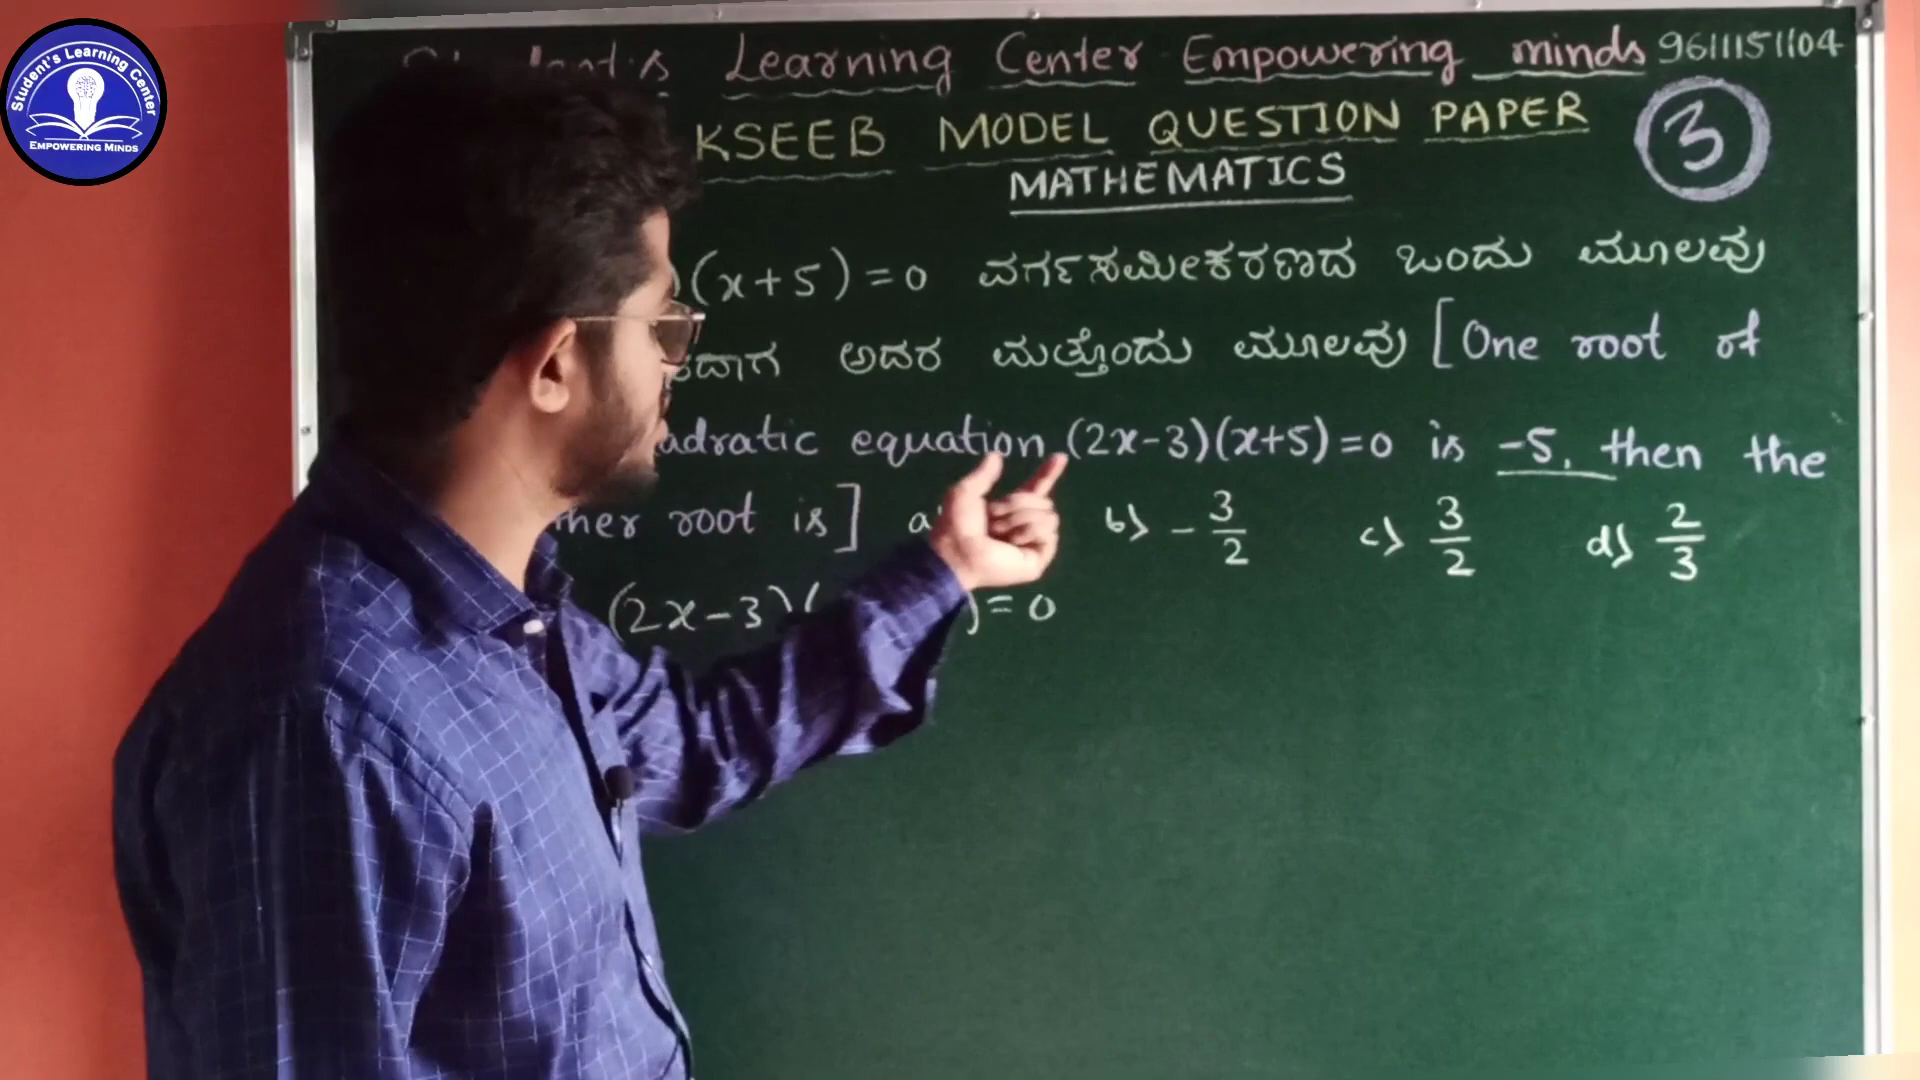 Student's Learning Center
EMPOWERING MINDS
Learning Center Empowering minds 9611151104
KSEEB MODEL QUESTION PAPER
3
MATHEMATICS
)(x+5)=0 ವರ್ಗಸಮೀಕರಣದ ಒಂದು ಮೂಲವು
ಅದರ ಮತ್ತೊಂದು ಮೂಲವು [One root of
equation (2x-3)(x+5)=0 is -5, then the
root is] b) -3/2 c) 3/2 d) 2/3
(2x-3)( )=0